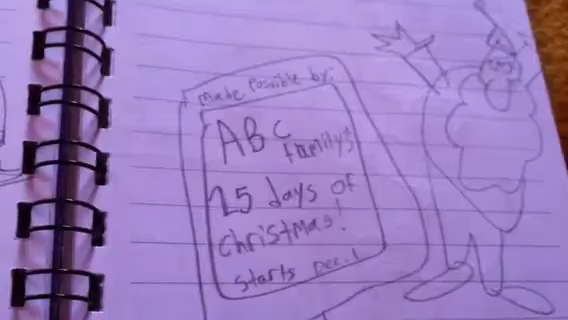 made possible by:
ABC
family's
25 days of
christmas!
starts Dec. 1